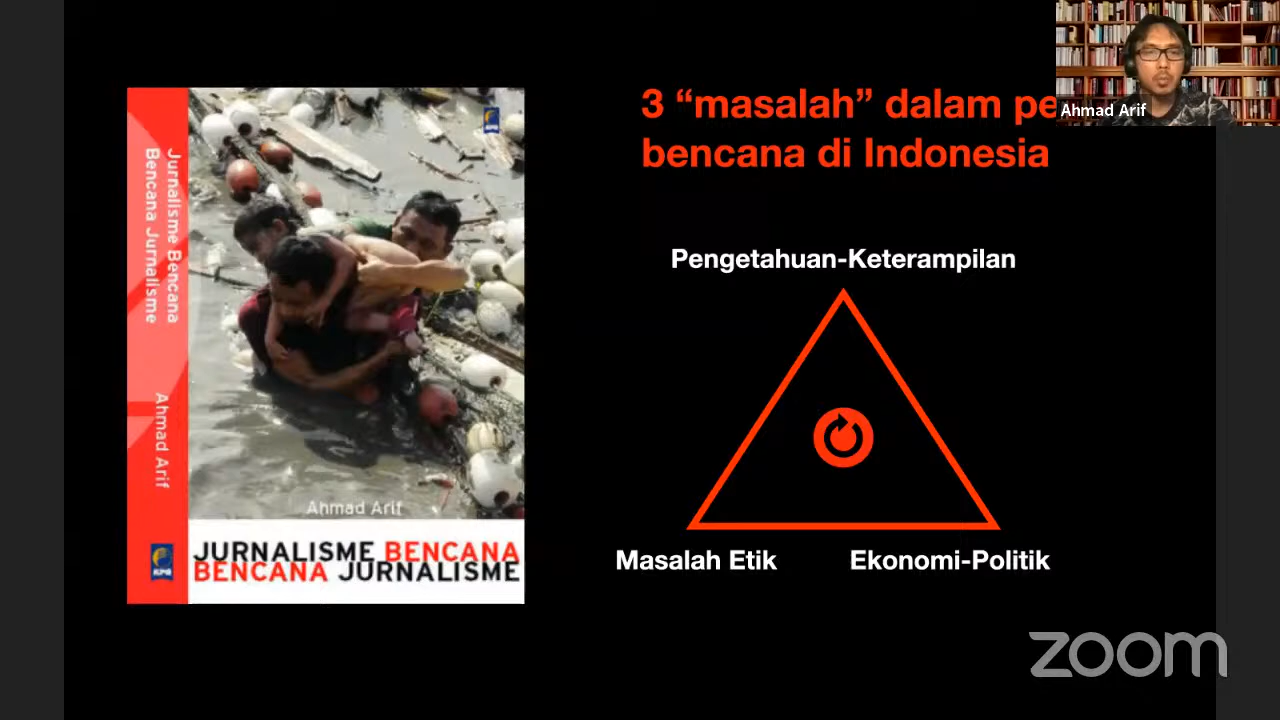 Jurnalisme Bencana
Bencana Jurnalisme
Ahmad Arif
KPG
Ahmad Arif
JURNALISME BENCANA
BENCANA JURNALISME
3 “masalah” dalam pe
bencana di Indonesia
Pengetahuan-Keterampilan
Masalah Etik
Ekonomi-Politik
Ahmad Arif
zoom